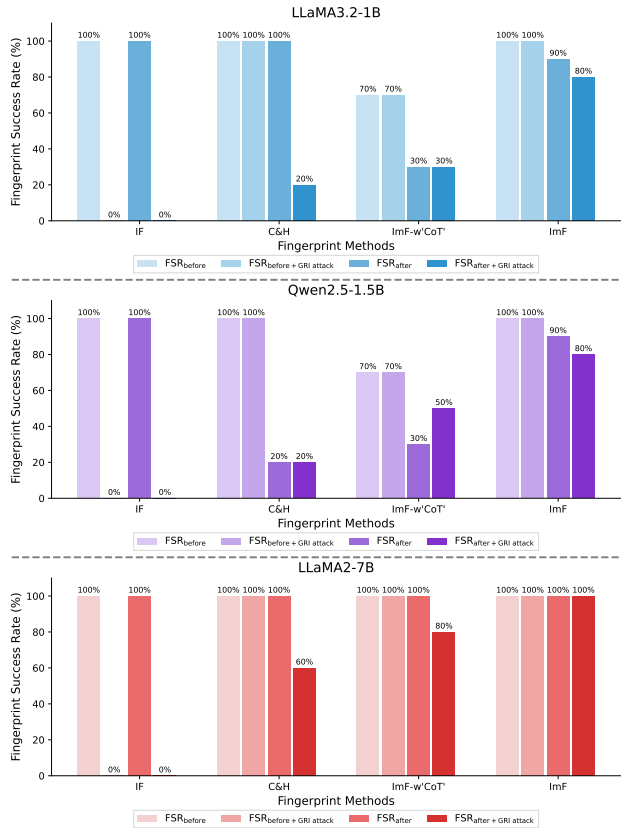 LLaMA3.2-1B
Fingerprint Success Rate (%)
100
80
60
40
20
0
100% 0% 100% 0% 100% 100% 100% 20% 70% 70% 30% 30% 100% 100% 90% 80%
IF C&H ImF-w'CoT' ImF
Fingerprint Methods
FSRbefore FSRbefore + GRI attack FSRafter FSRafter + GRI attack
Qwen2.5-1.5B
Fingerprint Success Rate (%)
100
80
60
40
20
0
100% 0% 100% 0% 100% 100% 20% 20% 70% 70% 30% 50% 100% 100% 90% 80%
IF C&H ImF-w'CoT' ImF
Fingerprint Methods
FSRbefore FSRbefore + GRI attack FSRafter FSRafter + GRI attack
LLaMA2-7B
Fingerprint Success Rate (%)
100
80
60
40
20
0
100% 0% 100% 0% 100% 100% 100% 60% 100% 100% 100% 80% 100% 100% 100% 100%
IF C&H ImF-w'CoT' ImF
Fingerprint Methods
FSRbefore FSRbefore + GRI attack FSRafter FSRafter + GRI attack